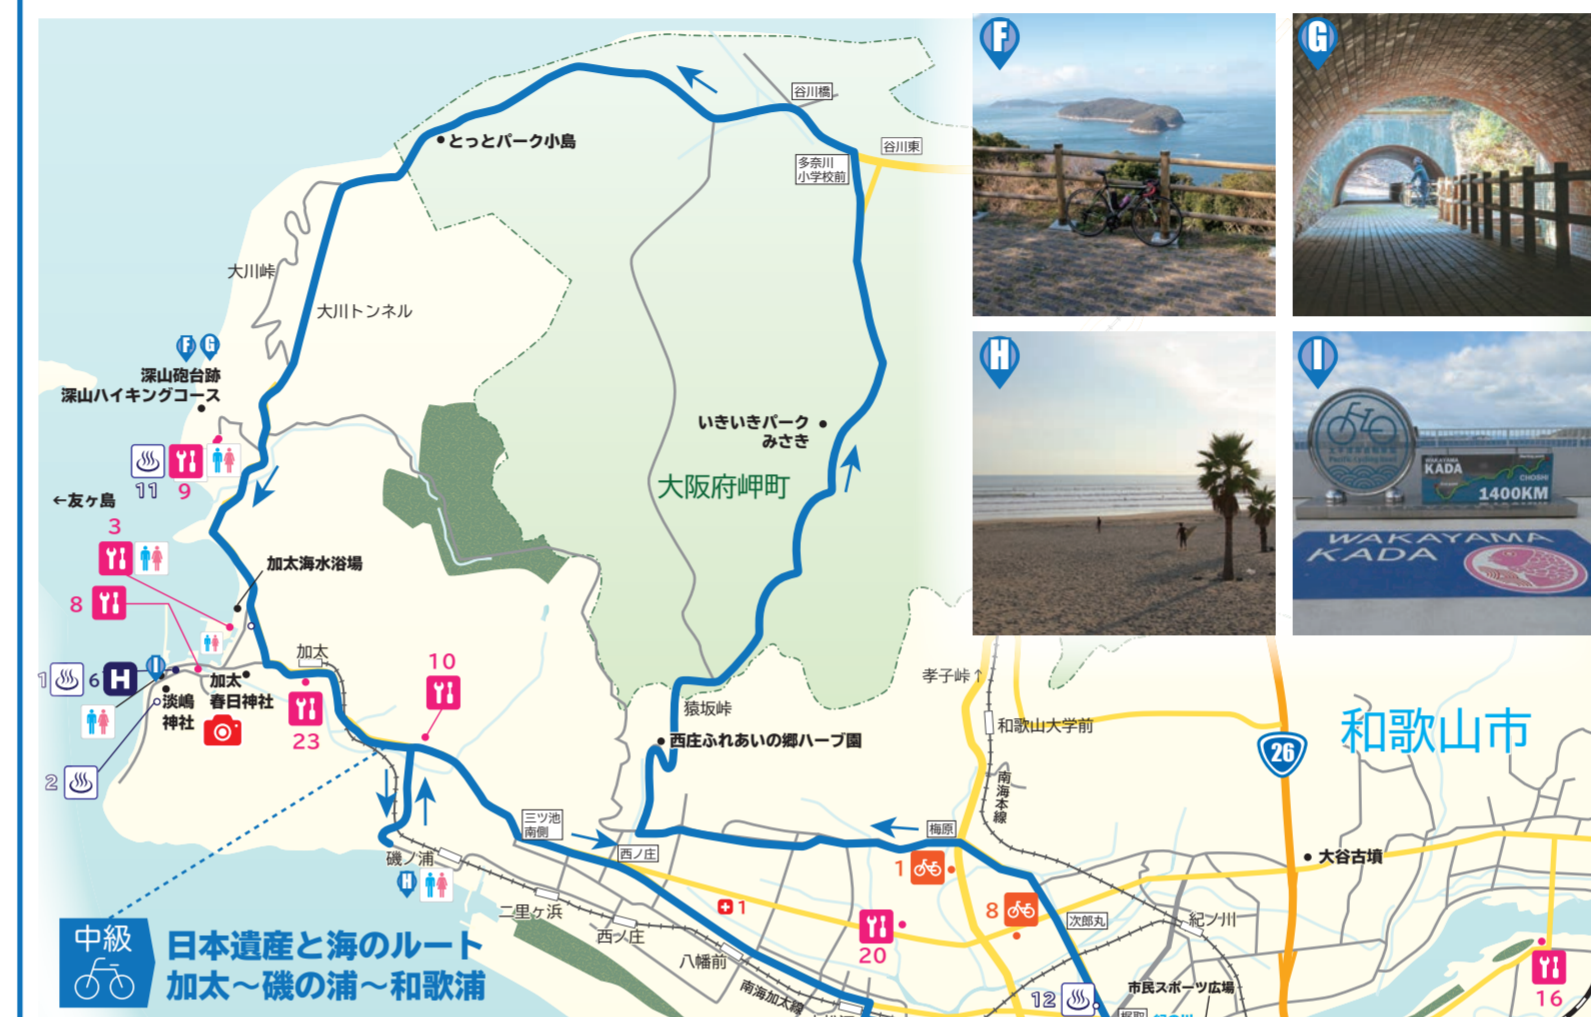 F
G
H
I
WAKAYAMA
KADA
CHOSHI
1400KM
WAKAYAMA
KADA
谷川橋
谷川東
多奈川
小学校前
とっとパーク小島
大川峠
大川トンネル
F G
深山砲台跡
深山ハイキングコース
11 9
←友ヶ島
3
8
加太海水浴場
いきいきパーク
みさき
大阪府岬町
加太
10
1
6 H
I
淡嶋
神社
加太
春日神社
23
2
猿坂峠
西庄ふれあいの郷ハーブ園
孝子峠↑
和歌山大学前
南海本線
26
和歌山市
三ツ池
南側
西ノ庄
梅原
1
8
大谷古墳
磯ノ浦
H
二里ヶ浜
西ノ庄
八幡前
南海加太線
1
20
次郎丸
紀ノ川
12
市民スポーツ広場
16
中級
日本遺産と海のルート
加太～磯の浦～和歌浦